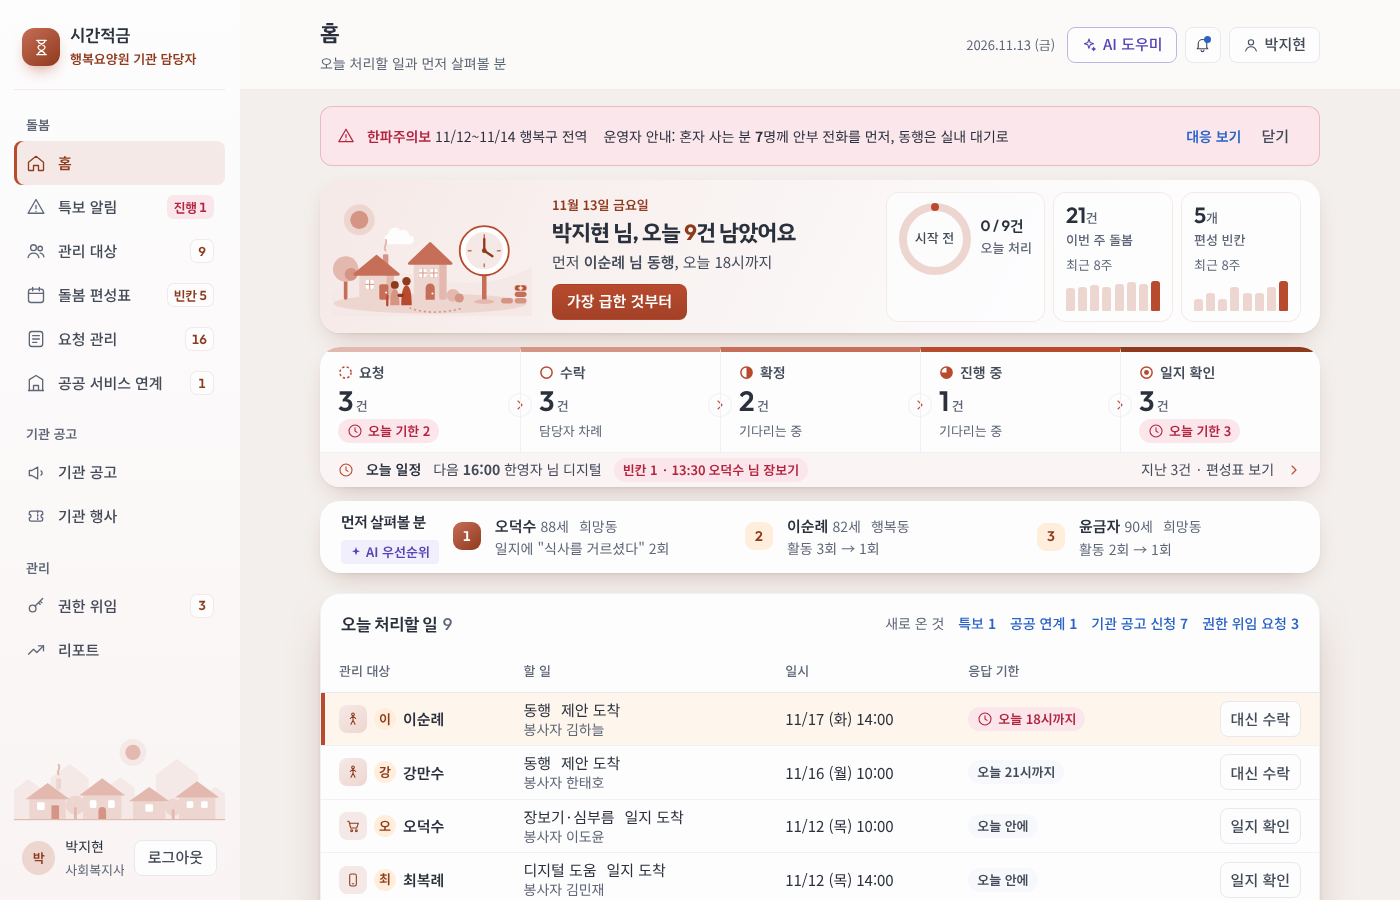 시간적금
행복요양원 기관 담당자
돌봄
홈
특보 알림 진행 1
관리 대상 9
돌봄 편성표 빈칸 5
요청 관리 16
공공 서비스 연계 1
기관 공고
기관 공고
기관 행사
관리
권한 위임 3
리포트
박 박지현
사회복지사
로그아웃
홈
오늘 처리할 일과 먼저 살펴볼 분
2026.11.13 (금) AI 도우미 박지현
한파주의보 11/12~11/14 행복구 전역 운영자 안내: 혼자 사는 분 7명께 안부 전화를 먼저, 동행은 실내 대기로 대응 보기 닫기
11월 13일 금요일
박지현 님, 오늘 9건 남았어요
먼저 이순례 님 동행, 오늘 18시까지
가장 급한 것부터
시작 전
0/9건
오늘 처리
21건
이번 주 돌봄
최근 8주
5개
편성 빈칸
최근 8주
요청
3건
오늘 기한 2
수락
3건
담당자 차례
확정
2건
기다리는 중
진행 중
1건
기다리는 중
일지 확인
3건
오늘 기한 3
오늘 일정 다음 16:00 한영자 님 디지털 빈칸 1 · 13:30 오덕수 님 장보기 지난 3건 · 편성표 보기
먼저 살펴볼 분
AI 우선순위
1 오덕수 88세 희망동
일지에 "식사를 거르셨다" 2회
2 이순례 82세 행복동
활동 3회 → 1회
3 윤금자 90세 희망동
활동 2회 → 1회
오늘 처리할 일 9 새로 온 것 특보 1 공공 연계 1 기관 공고 신청 7 권한 위임 요청 3
관리 대상 할 일 일시 응답 기한
이 이순례 동행 제안 도착 11/17 (화) 14:00 오늘 18시까지 대신 수락
봉사자 김하늘
강 강만수 동행 제안 도착 11/16 (월) 10:00 오늘 21시까지 대신 수락
봉사자 한태호
오 오덕수 장보기·심부름 일지 도착 11/12 (목) 10:00 오늘 안에 일지 확인
봉사자 이도윤
최 최복례 디지털 도움 일지 도착 11/12 (목) 14:00 오늘 안에 일지 확인
봉사자 김민재